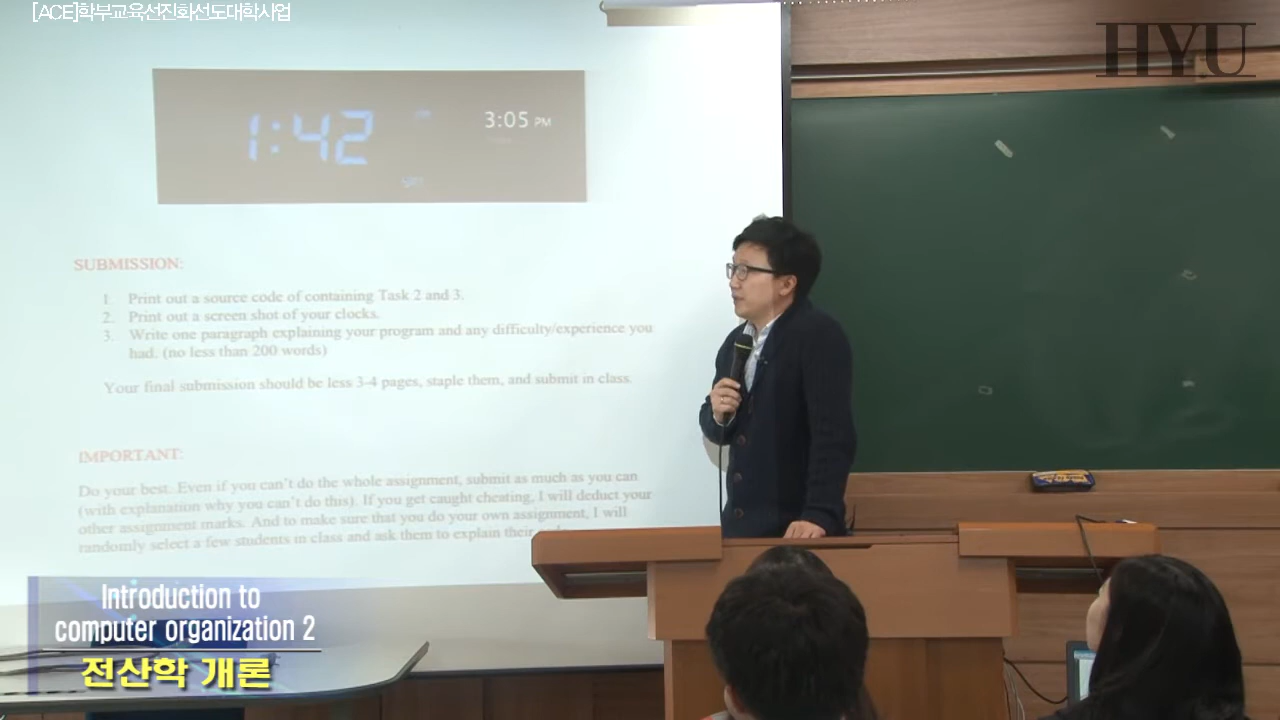 [ACE]학부교육선진화선도대학사업
HYU
1:42
3:05 PM
SUBMISSION:
1. Print out a source code of containing Task 2 and 3.
2. Print out a screen shot of your clocks.
3. Write one paragraph explaining your program and any difficulty/experience you
had. (no less than 200 words)
Your final submission should be less 3-4 pages, staple them, and submit in class.
IMPORTANT:
Do your best. Even if you can't do the whole assignment, submit as much as you can
(with explanation why you can't do this). If you get caught cheating, I will deduct your
other assignment marks. And to make sure that you do your own assignment, I will
randomly select a few students in class and ask them to explain their
Introduction to
computer organization 2
전산학 개론